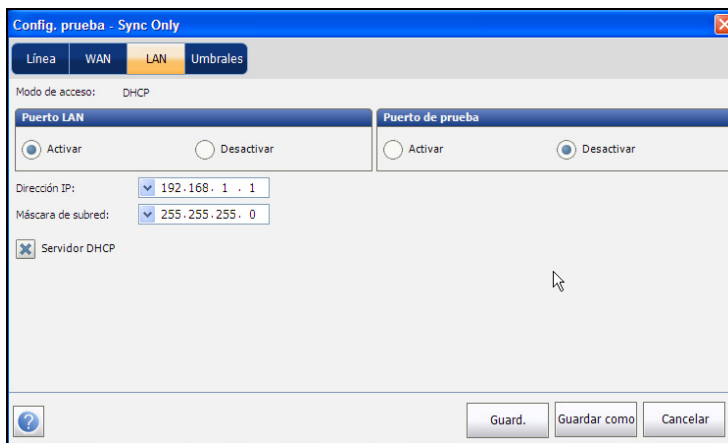 Config. prueba - Sync Only
Línea WAN LAN Umbrales
Modo de acceso: DHCP
Puerto LAN Puerto de prueba
Activar Desactivar Activar Desactivar
Dirección IP: 192.168. 1 . 1
Máscara de subred: 255.255.255. 0
Servidor DHCP
? Guard. Guardar como Cancelar